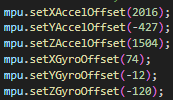 mpu.setXAccelOffset(2016);
mpu.setYAccelOffset(-427);
mpu.setZAccelOffset(1504);
mpu.setXGyroOffset(74);
mpu.setYGyroOffset(-12);
mpu.setZGyroOffset(-120);